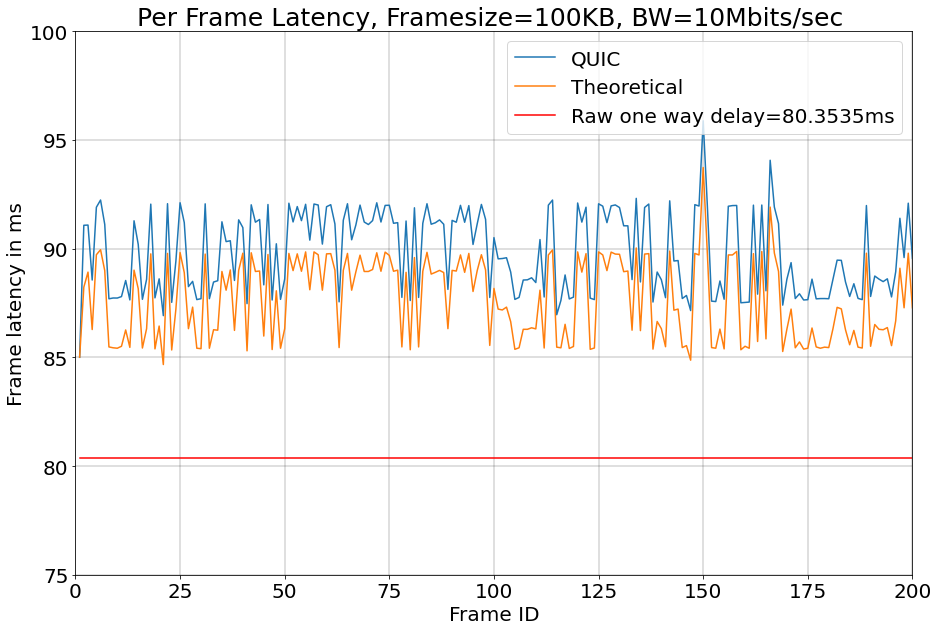 Per Frame Latency, Framesize=100KB, BW=10Mbits/sec
QUIC
Theoretical
Raw one way delay=80.3535ms
Frame latency in ms
100
95
90
85
80
75
0 25 50 75 100 125 150 175 200
Frame ID